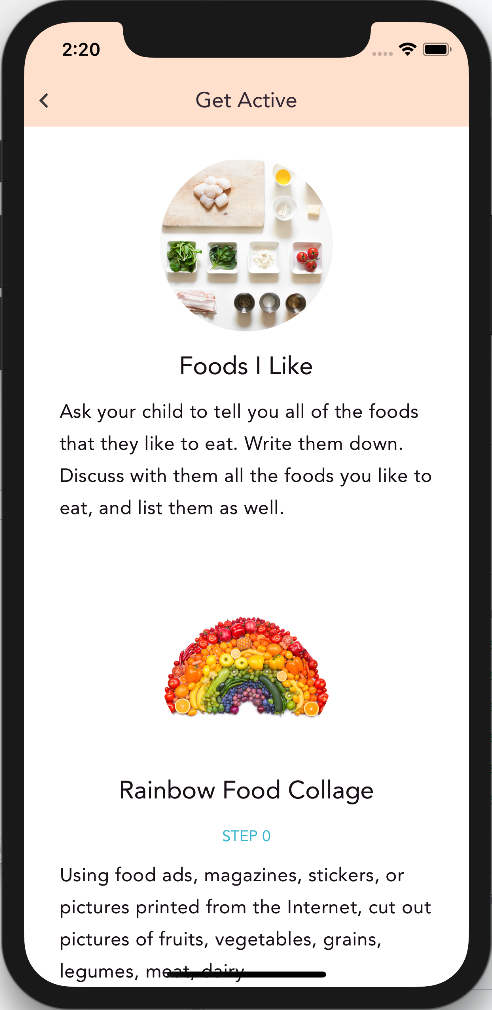 2:20
Get Active
Foods I Like
Ask your child to tell you all of the foods
that they like to eat. Write them down.
Discuss with them all the foods you like to
eat, and list them as well.
Rainbow Food Collage
STEP 0
Using food ads, magazines, stickers, or
pictures printed from the Internet, cut out
pictures of fruits, vegetables, grains,
legumes, meat, dairy